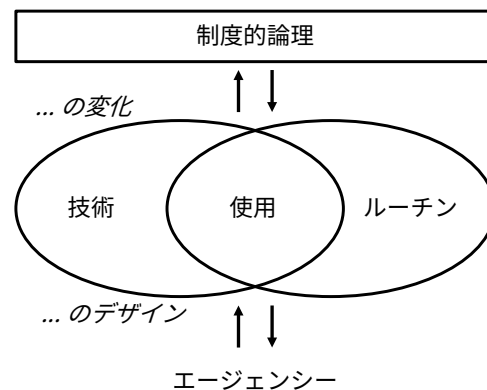 制度的論理
... の変化
技術
使用
ルーチン
... のデザイン
エージェンシー